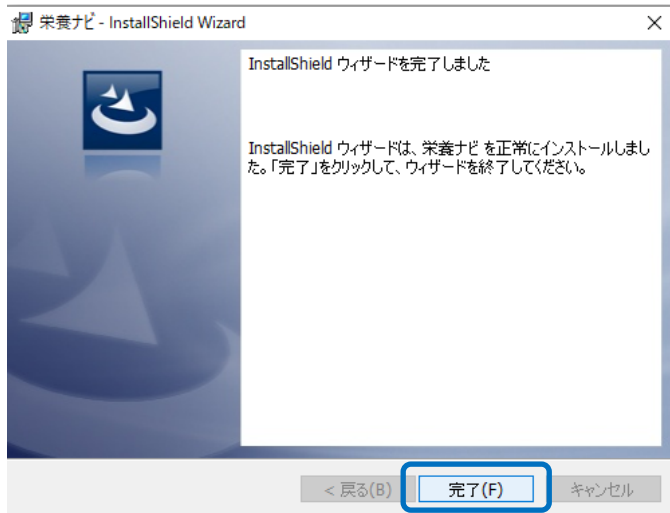 栄養ナビ - InstallShield Wizard
InstallShield ウィザードを完了しました
InstallShield ウィザードは、栄養ナビ を正常にインストールしまし
た。「完了」をクリックして、ウィザードを終了してください。
< 戻る(B)
完了(F)
キャンセル